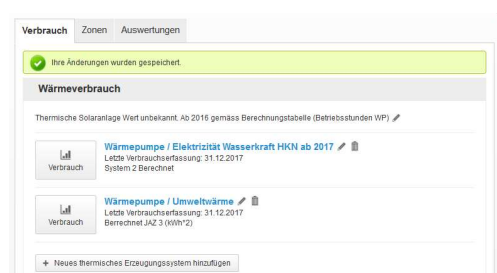 Verbrauch Zonen Auswertungen
Ihre Änderungen wurden gespeichert.
Wärmeverbrauch
Thermische Solaranlage Wert unbekannt. Ab 2016 gemäss Berechnungstabelle (Betriebsstunden WP)
Wärmepumpe / Elektrizität Wasserkraft HKN ab 2017
Letzte Verbrauchserfassung: 31.12.2017
Verbrauch
System 2 Berechnet
Wärmepumpe / Umweltwärme
Letzte Verbrauchserfassung: 31.12.2017
Verbrauch
Berrechnet JAZ 3 (kWh*2)
+ Neues thermisches Erzeugungssystem hinzufügen